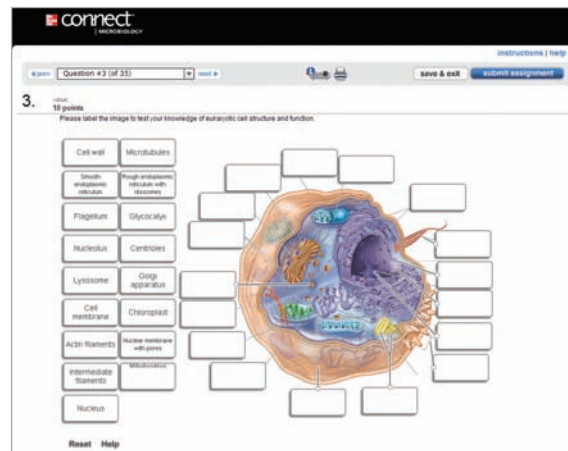 connect
MICROBIOLOGY
instructions | help
prev Question #3 (of 35) next
save & exit submit assignment
3.
value:
10 points
Please label the image to test your knowledge of eukaryotic cell structure and function.
Cell wall
Microtubules
Smooth
endoplasmic
reticulum
Rough endoplasmic
reticulum with
ribosomes
Flagellum
Glycocalyx
Nucleolus
Centrioles
Lysosome
Golgi
apparatus
Cell
membrane
Chloroplast
Actin filaments
Nuclear membrane
with pores
Intermediate
filaments
Mitochondrion
Nucleus
Reset Help